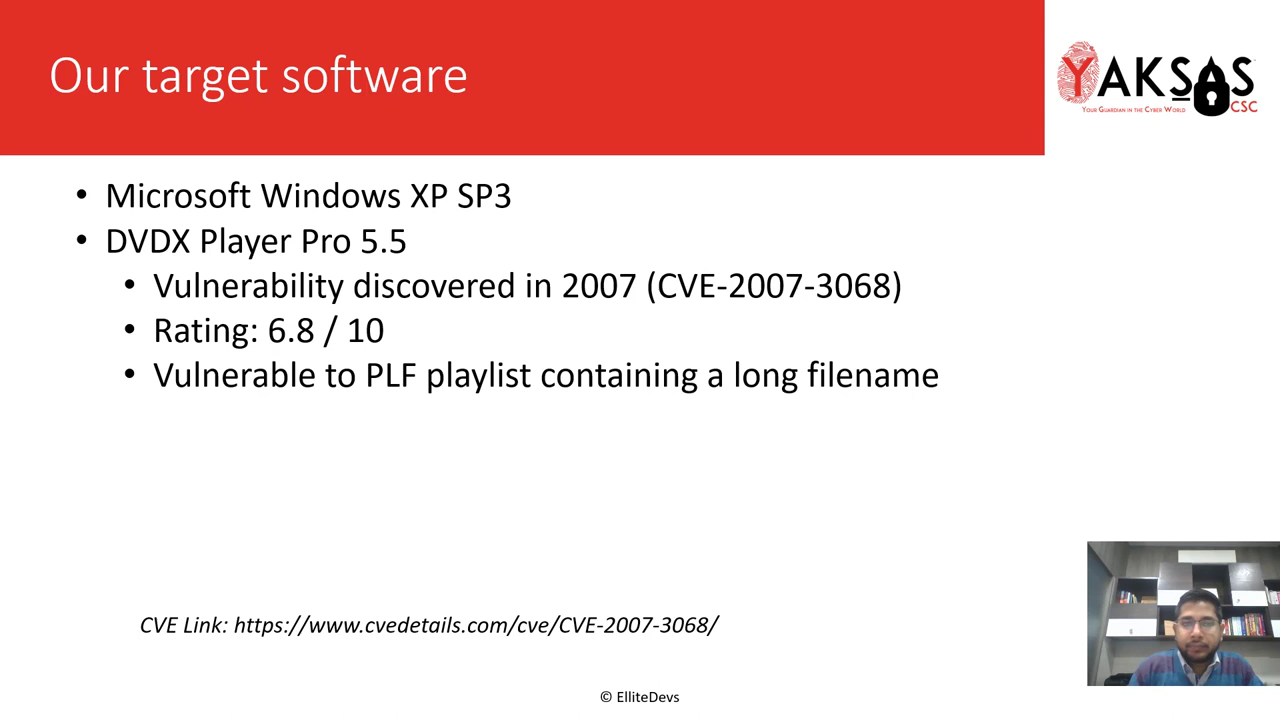 Our target software
YAKSAS
CSC
YOUR GUARDIAN IN THE CYBER WORLD
• Microsoft Windows XP SP3
• DVDX Player Pro 5.5
• Vulnerability discovered in 2007 (CVE-2007-3068)
• Rating: 6.8 / 10
• Vulnerable to PLF playlist containing a long filename
CVE Link: https://www.cvedetails.com/cve/CVE-2007-3068/
© ElliteDevs